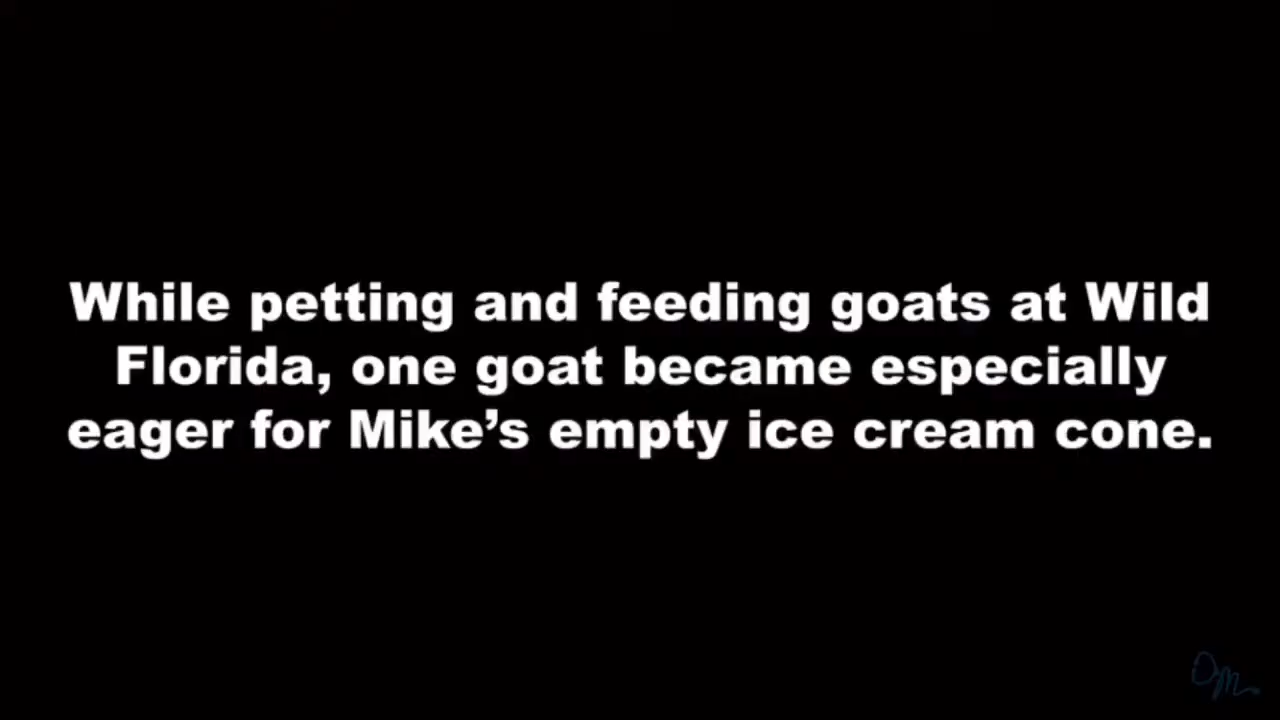 While petting and feeding goats at Wild
Florida, one goat became especially
eager for Mike’s empty ice cream cone.
DM